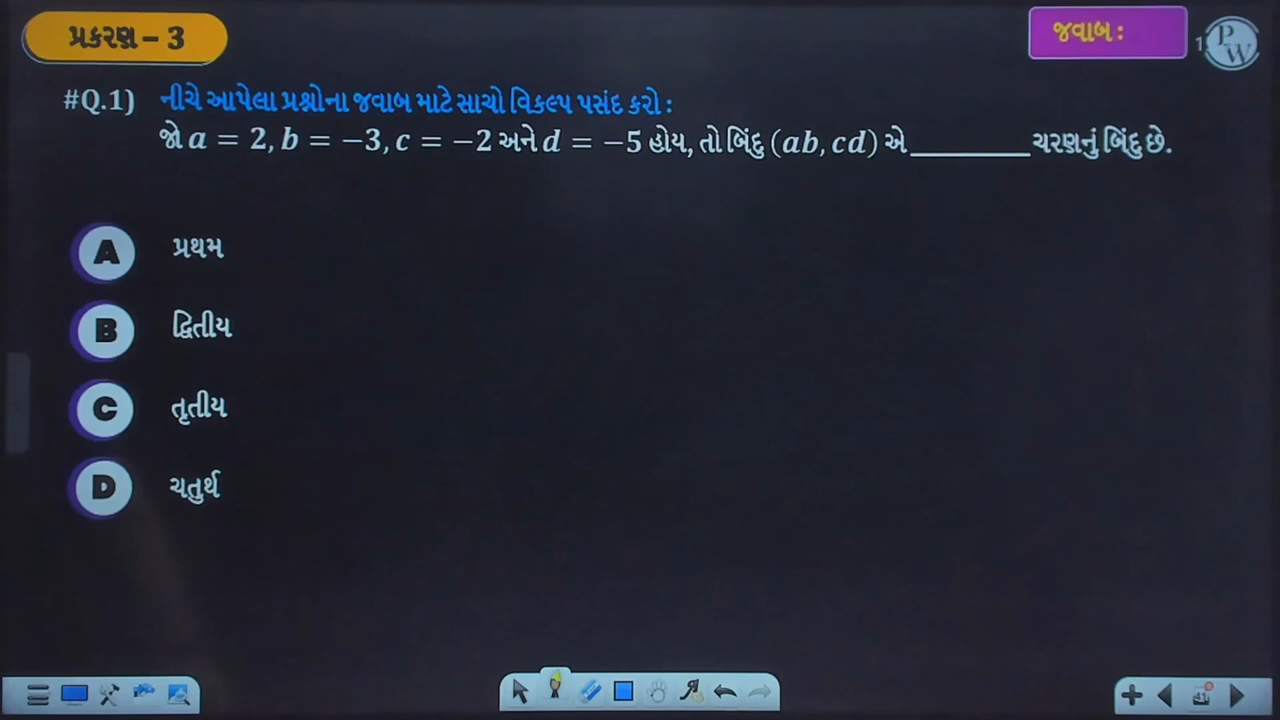 પ્રકરણ – 3
જવાબ :
PW
#Q.1) નીચે આપેલા પ્રશ્નોના જવાબ માટે સાચો વિકલ્પ પસંદ કરો :
જો a = 2, b = −3, c = −2 અને d = −5 હોય, તો બિંદુ (ab, cd) એ ________ ચરણનું બિંદુ છે.
A પ્રથમ
B દ્વિતીય
C તૃતીય
D ચતુર્થ